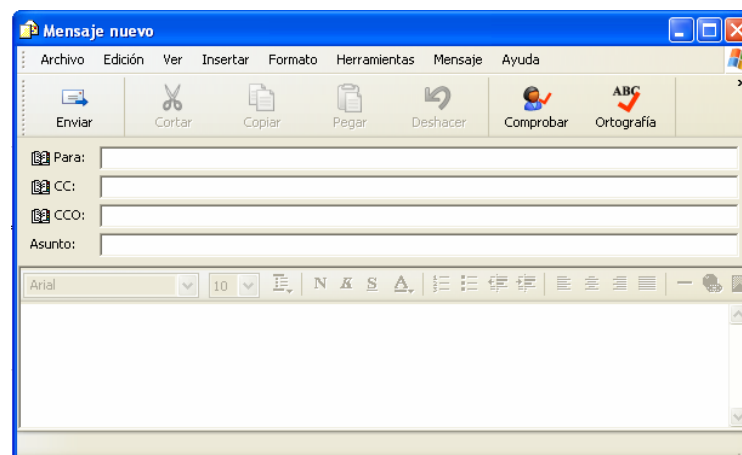 Mensaje nuevo
Archivo Edición Ver Insertar Formato Herramientas Mensaje Ayuda
ABC
Enviar Cortar Copiar Pegar Deshacer Comprobar Ortografía
Para:
CC:
CCO:
Asunto:
Arial 10 N K S A